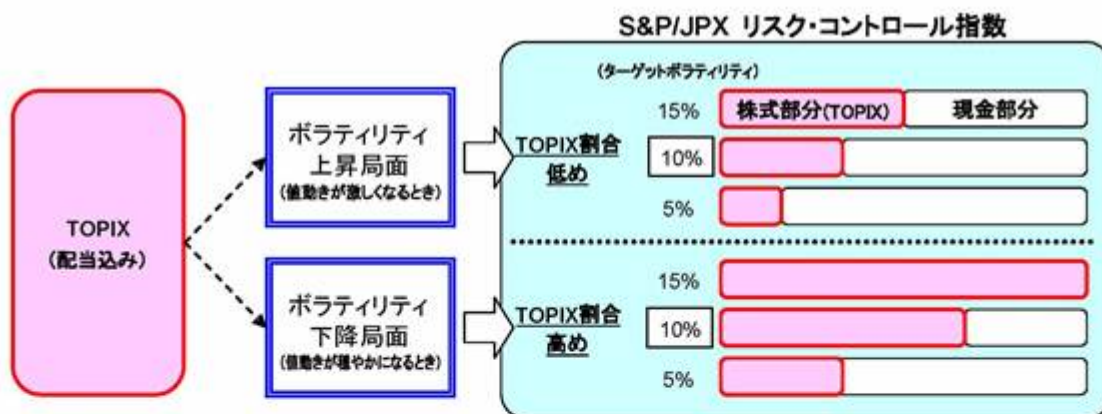 S&P/JPX リスク・コントロール指数
TOPIX
(配当込み)
ボラティリティ
上昇局面
(値動きが激しくなるとき)
TOPIX割合
低め
(ターゲットボラティリティ)
15%
株式部分(TOPIX)
現金部分
10%
5%
ボラティリティ
下降局面
(値動きが穏やかになるとき)
TOPIX割合
高め
15%
10%
5%